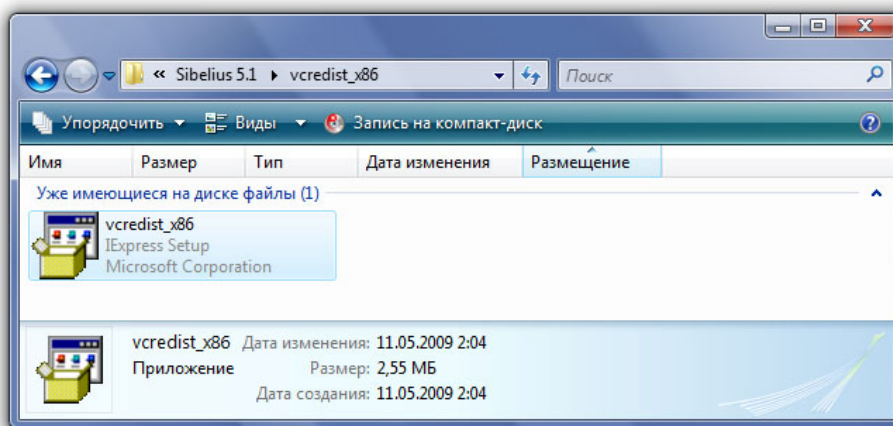 « Sibelius 5.1 ▸ vcredist_x86
Поиск
Упорядочить Виды Запись на компакт-диск
Имя Размер Тип Дата изменения Размещение
Уже имеющиеся на диске файлы (1)
vcredist_x86
IExpress Setup
Microsoft Corporation
vcredist_x86 Дата изменения: 11.05.2009 2:04
Приложение Размер: 2,55 МБ
Дата создания: 11.05.2009 2:04